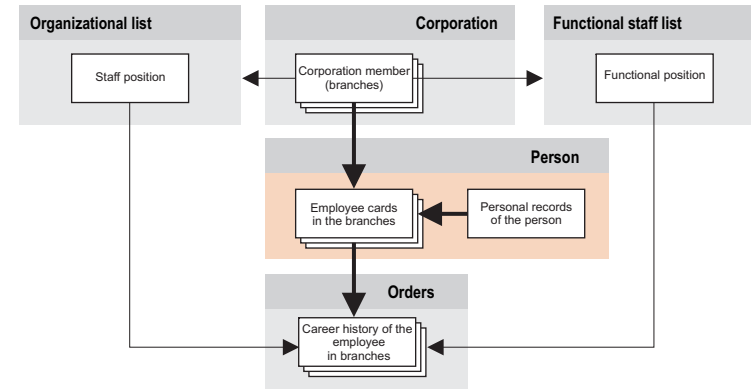 Organizational list
Corporation
Functional staff list
Staff position
Corporation member
(branches)
Functional position
Person
Employee cards
in the branches
Personal records
of the person
Orders
Career history of the
employee
in branches